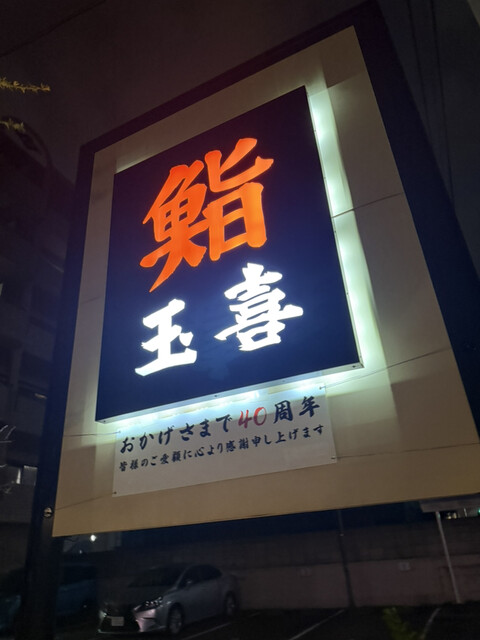 鮨
玉喜
おかげさまで40周年
皆様のご愛顧に心より感謝申し上げます